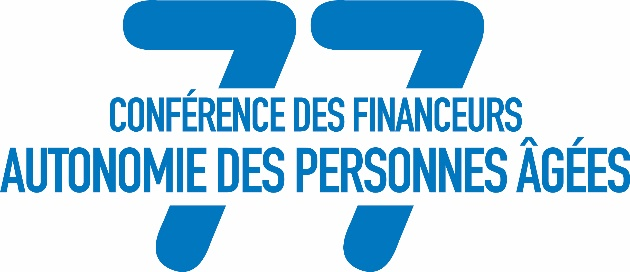 77
CONFÉRENCE DES FINANCEURS
AUTONOMIE DES PERSONNES ÂGÉES